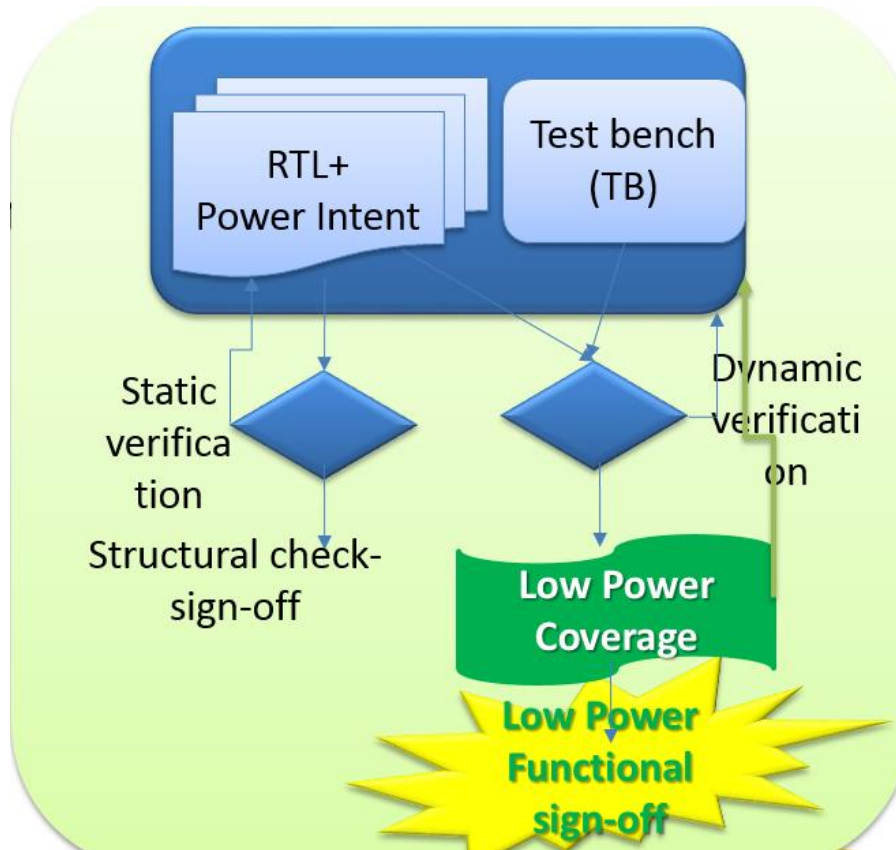 RTL+
Power Intent
Test bench
(TB)
Static
verifica
tion
Dynamic
verificati
on
Structural check-
sign-off
Low Power
Coverage
Low Power
Functional
sign-off